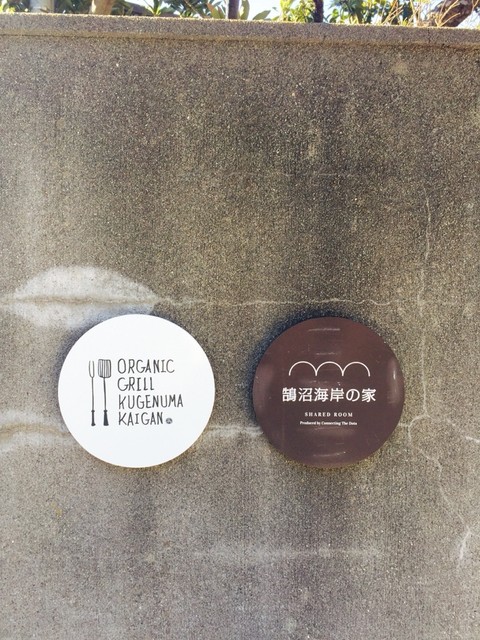 ORGANIC
GRILL
KUGENUMA
KAIGAN
鵠沼海岸の家
SHARED ROOM
Produced by Connecting The Dots